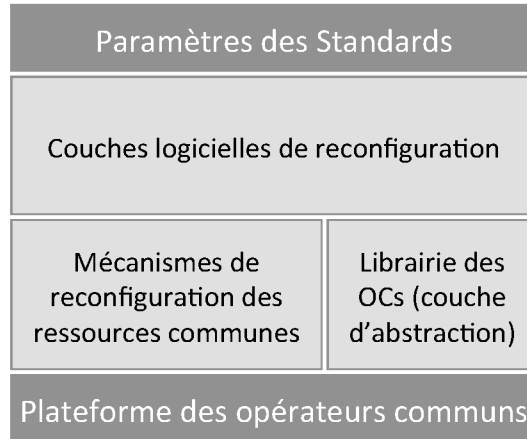 Paramètres des Standards
Couches logicielles de reconfiguration
Mécanismes de
reconfiguration des
ressources communes
Librairie des
OCs (couche
d'abstraction)
Plateforme des opérateurs communs